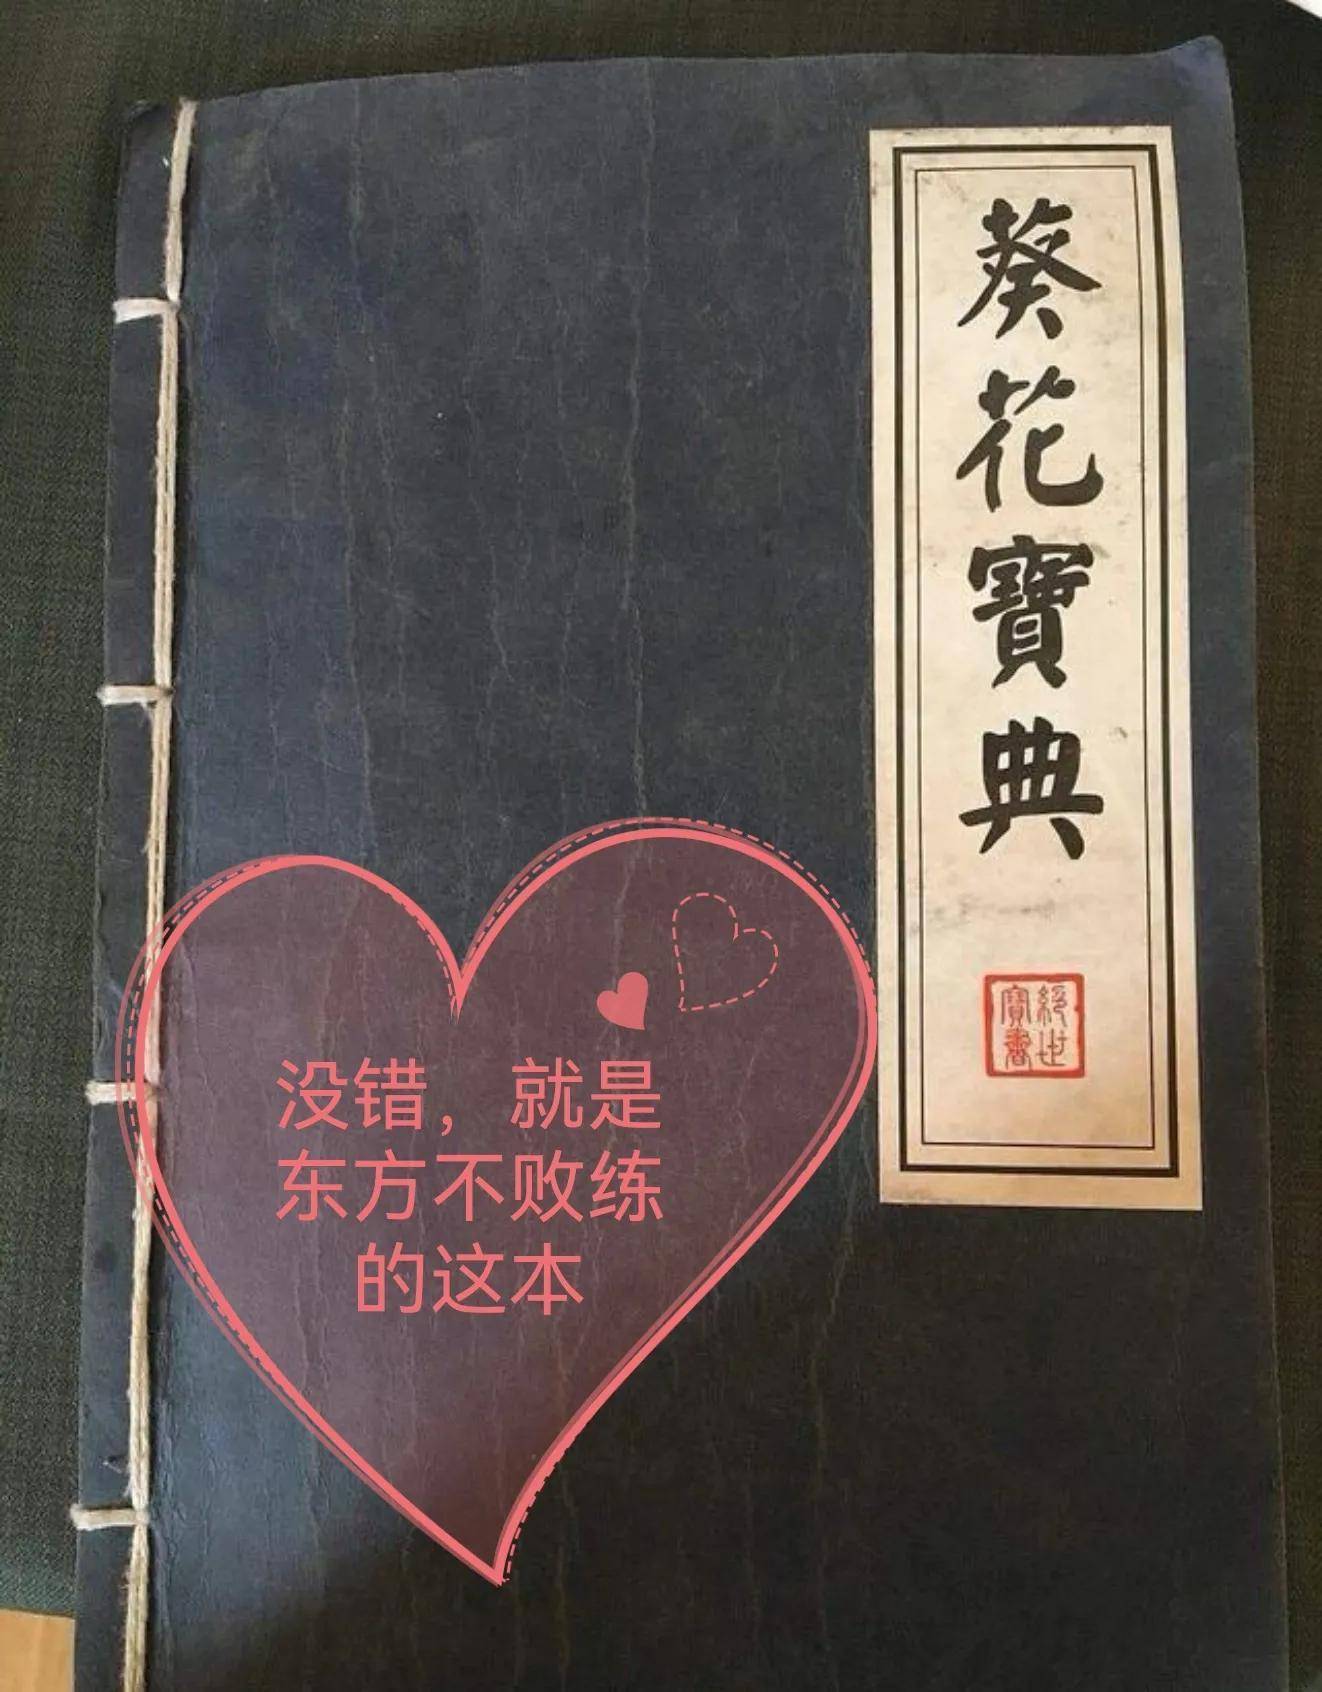 葵花寶典
絕世
寶書
没错，就是
东方不败练
的这本